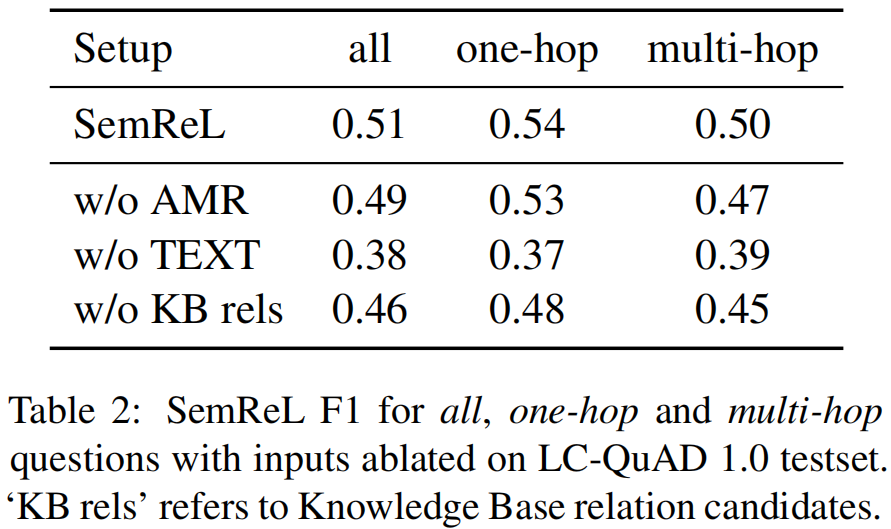 Setup all one-hop multi-hop
SemReL 0.51 0.54 0.50
w/o AMR 0.49 0.53 0.47
w/o TEXT 0.38 0.37 0.39
w/o KB rels 0.46 0.48 0.45
Table 2: SemReL F1 for all, one-hop and multi-hop
questions with inputs ablated on LC-QuAD 1.0 testset.
‘KB rels’ refers to Knowledge Base relation candidates.